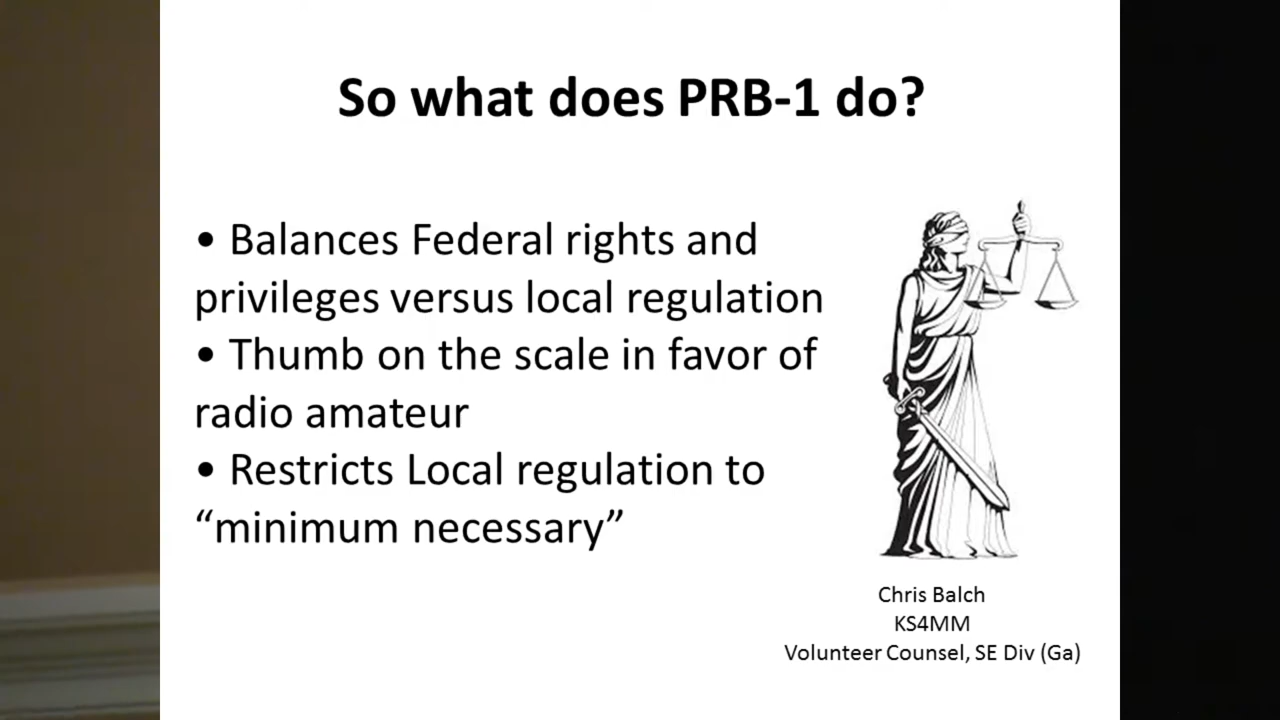 So what does PRB-1 do?
• Balances Federal rights and
privileges versus local regulation
• Thumb on the scale in favor of
radio amateur
• Restricts Local regulation to
“minimum necessary”
Chris Balch
KS4MM
Volunteer Counsel, SE Div (Ga)